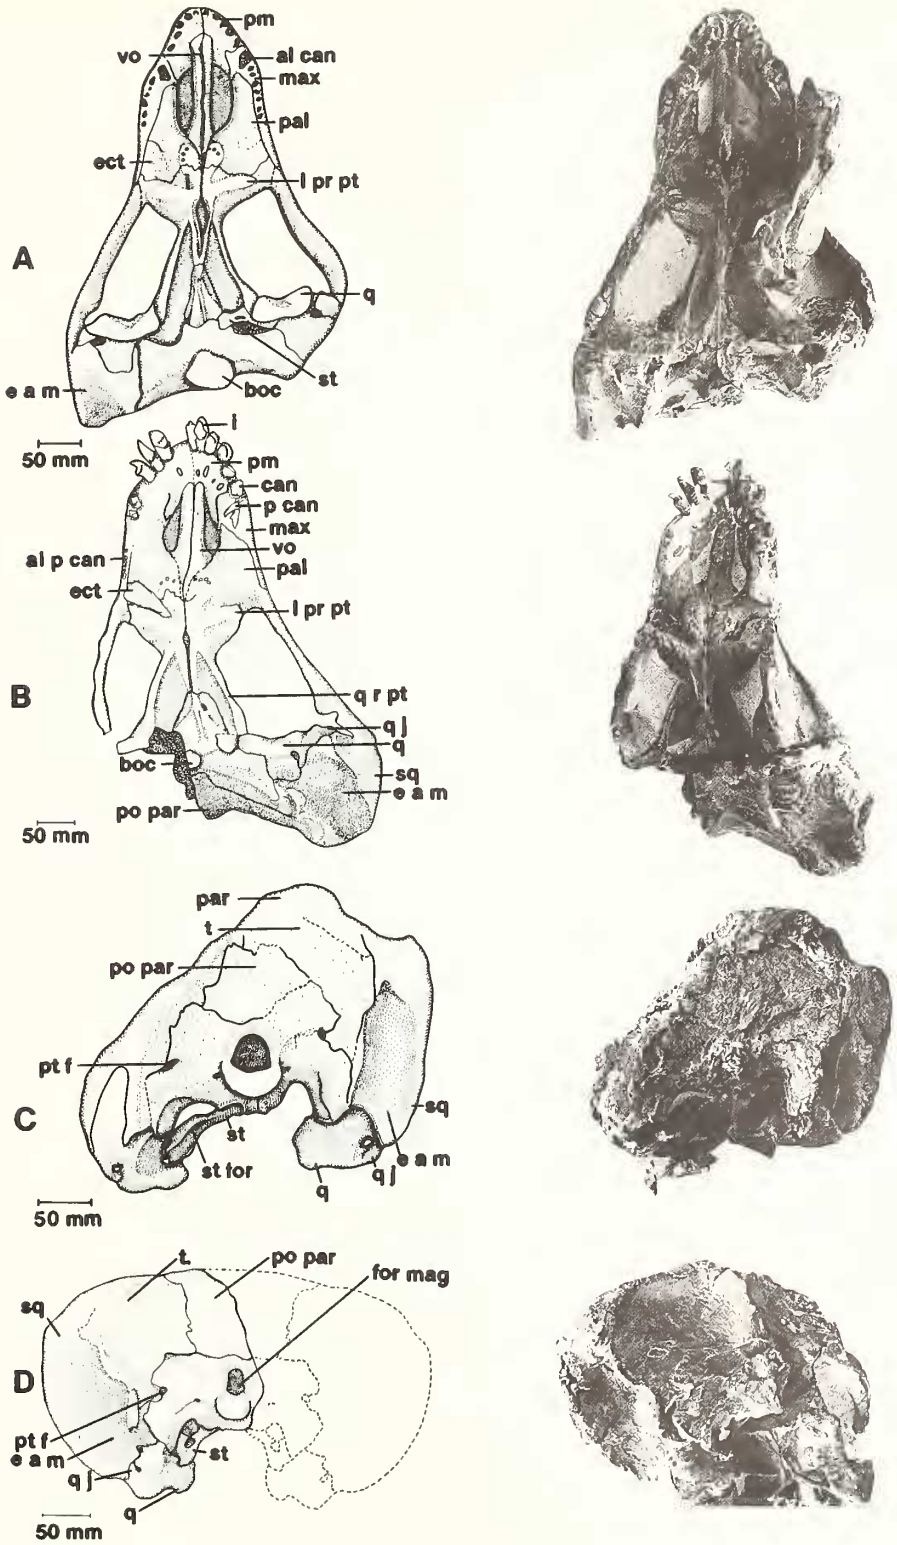 pm
vo
al can
max
pal
ect
l pr pt
A
q
e a m
st
boc
50 mm
i
pm
can
p can
max
vo
al p can
pal
ect
l pr pt
B
q r pt
q j
q
boc
sq
e a m
po par
50 mm
par
t
po par
pt f
C
sq
st
e a m
st for
q j
q
50 mm
t.
po par
for mag
sq
D
pt f
e a m
st
q j
q
50 mm